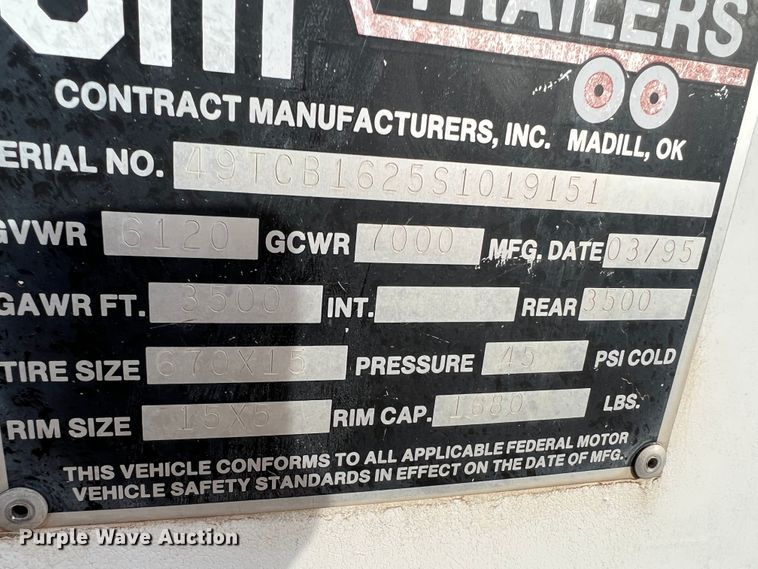 TRAILERS
CONTRACT MANUFACTURERS, INC. MADILL, OK
ERIAL NO. 49TCB1625S1019151
GVWR 6120 GCWR 7000 MFG. DATE 03/95
GAWR FT. 3500 INT. REAR 3500
TIRE SIZE 670X15 PRESSURE 45 PSI COLD
RIM SIZE 15X5 RIM CAP. 1680 LBS.
THIS VEHICLE CONFORMS TO ALL APPLICABLE FEDERAL MOTOR
VEHICLE SAFETY STANDARDS IN EFFECT ON THE DATE OF MFG.
Purple Wave Auction